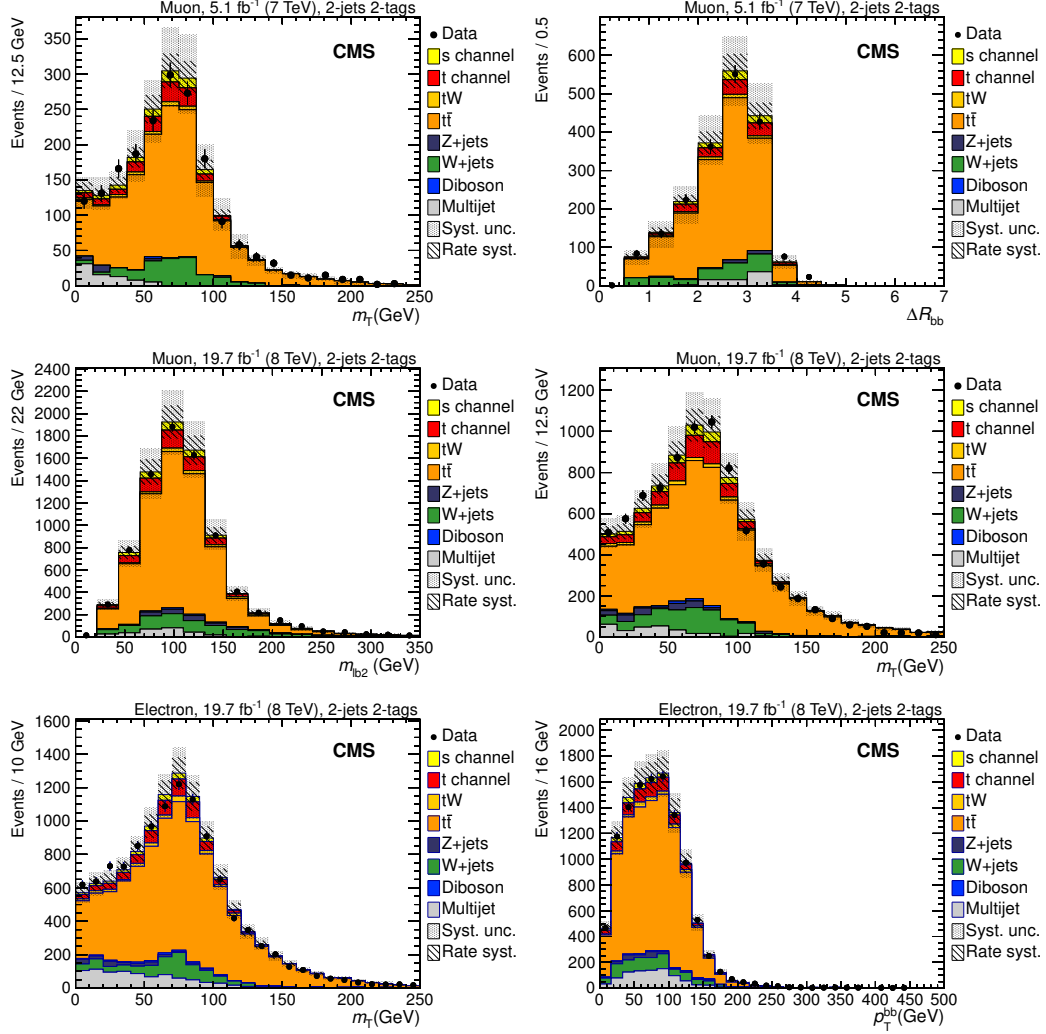 Muon, 5.1 fb⁻¹ (7 TeV), 2-jets 2-tags
Events / 12.5 GeV
350
300
250
200
150
100
50
0
0 50 100 150 200 250
m_T(GeV)
CMS
Data
s channel
t channel
tW
tt̄
Z+jets
W+jets
Diboson
Multijet
Syst. unc.
Rate syst.
Muon, 5.1 fb⁻¹ (7 TeV), 2-jets 2-tags
Events / 0.5
600
500
400
300
200
100
0
0 1 2 3 4 5 6 7
ΔR_bb
CMS
Data
s channel
t channel
tW
tt̄
Z+jets
W+jets
Diboson
Multijet
Syst. unc.
Rate syst.
Muon, 19.7 fb⁻¹ (8 TeV), 2-jets 2-tags
Events / 22 GeV
2400
2200
2000
1800
1600
1400
1200
1000
800
600
400
200
0
0 50 100 150 200 250 300 350
m_lb2 (GeV)
CMS
Data
s channel
t channel
tW
tt̄
Z+jets
W+jets
Diboson
Multijet
Syst. unc.
Rate syst.
Muon, 19.7 fb⁻¹ (8 TeV), 2-jets 2-tags
Events / 12.5 GeV
1200
1000
800
600
400
200
0
0 50 100 150 200 250
m_T(GeV)
CMS
Data
s channel
t channel
tW
tt̄
Z+jets
W+jets
Diboson
Multijet
Syst. unc.
Rate syst.
Electron, 19.7 fb⁻¹ (8 TeV), 2-jets 2-tags
Events / 10 GeV
1600
1400
1200
1000
800
600
400
200
0
0 50 100 150 200 250
m_T(GeV)
CMS
Data
s channel
t channel
tW
tt̄
Z+jets
W+jets
Diboson
Multijet
Syst. unc.
Rate syst.
Electron, 19.7 fb⁻¹ (8 TeV), 2-jets 2-tags
Events / 16 GeV
2000
1800
1600
1400
1200
1000
800
600
400
200
0
0 50 100 150 200 250 300 350 400 450 500
p_T^bb (GeV)
CMS
Data
s channel
t channel
tW
tt̄
Z+jets
W+jets
Diboson
Multijet
Syst. unc.
Rate syst.